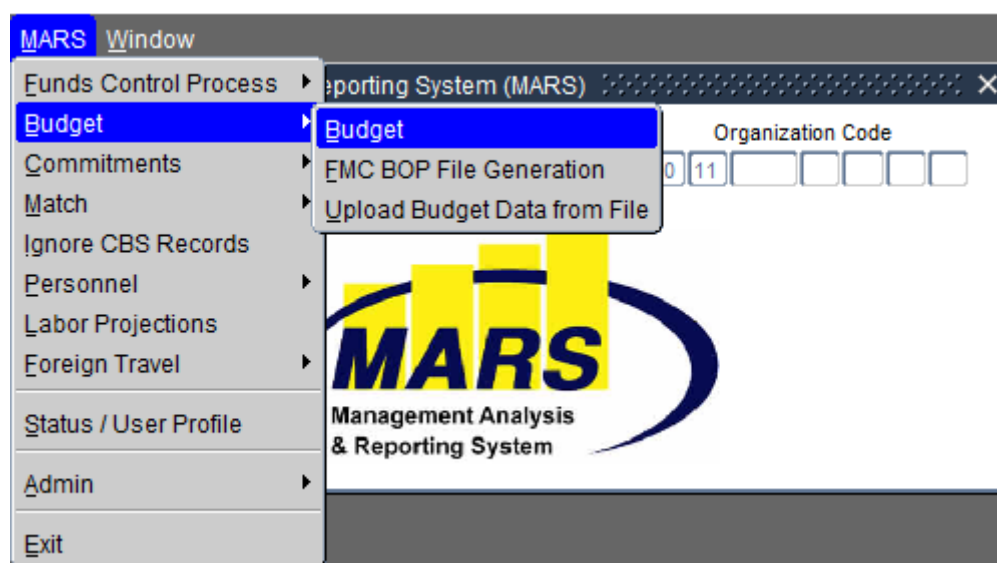 MARS Window
Funds Control Process
Budget
Commitments
Match
Ignore CBS Records
Personnel
Labor Projections
Foreign Travel
Status / User Profile
Admin
Exit
eporting System (MARS)
Budget
FMC BOP File Generation
Upload Budget Data from File
Organization Code
0 11
MARS
Management Analysis
& Reporting System